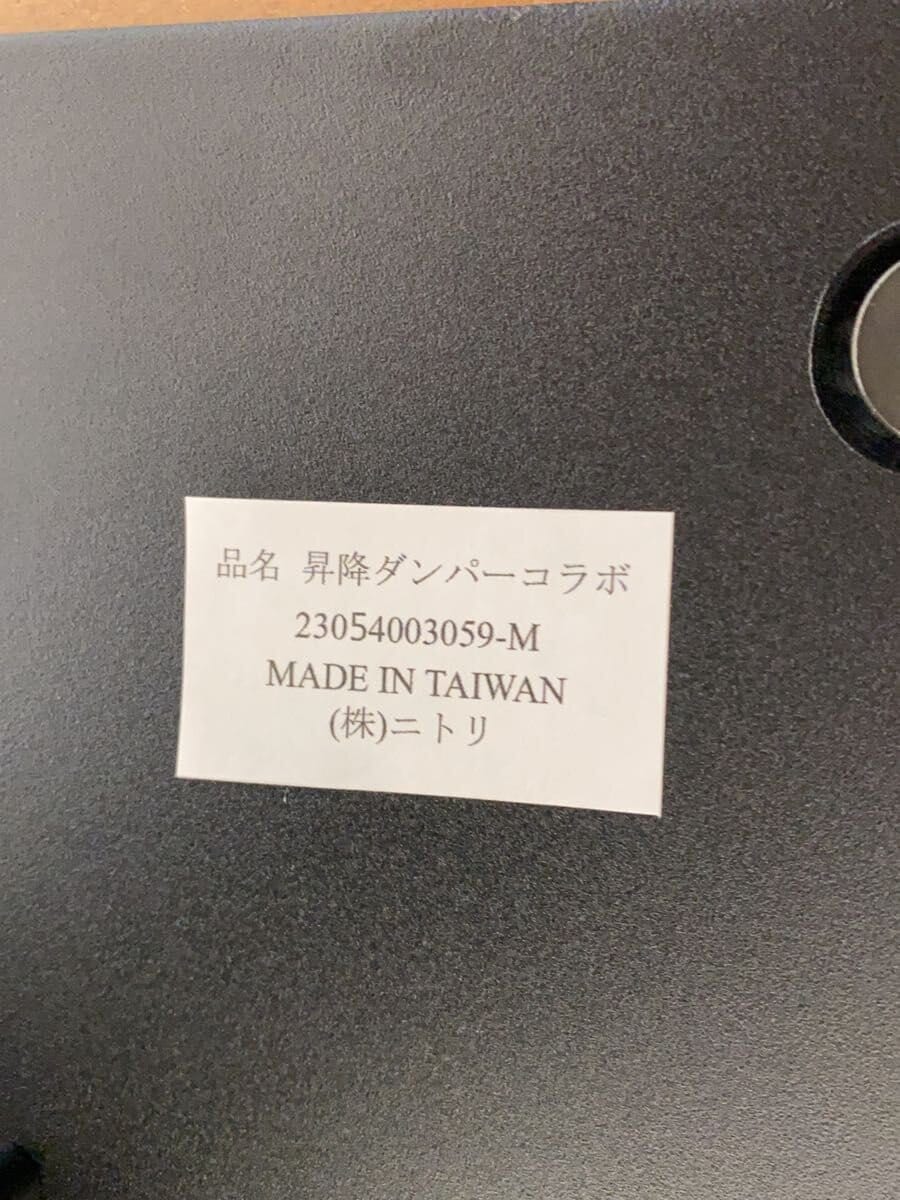 品名 昇降ダンパーコラボ
23054003059-M
MADE IN TAIWAN
(株)ニトリ